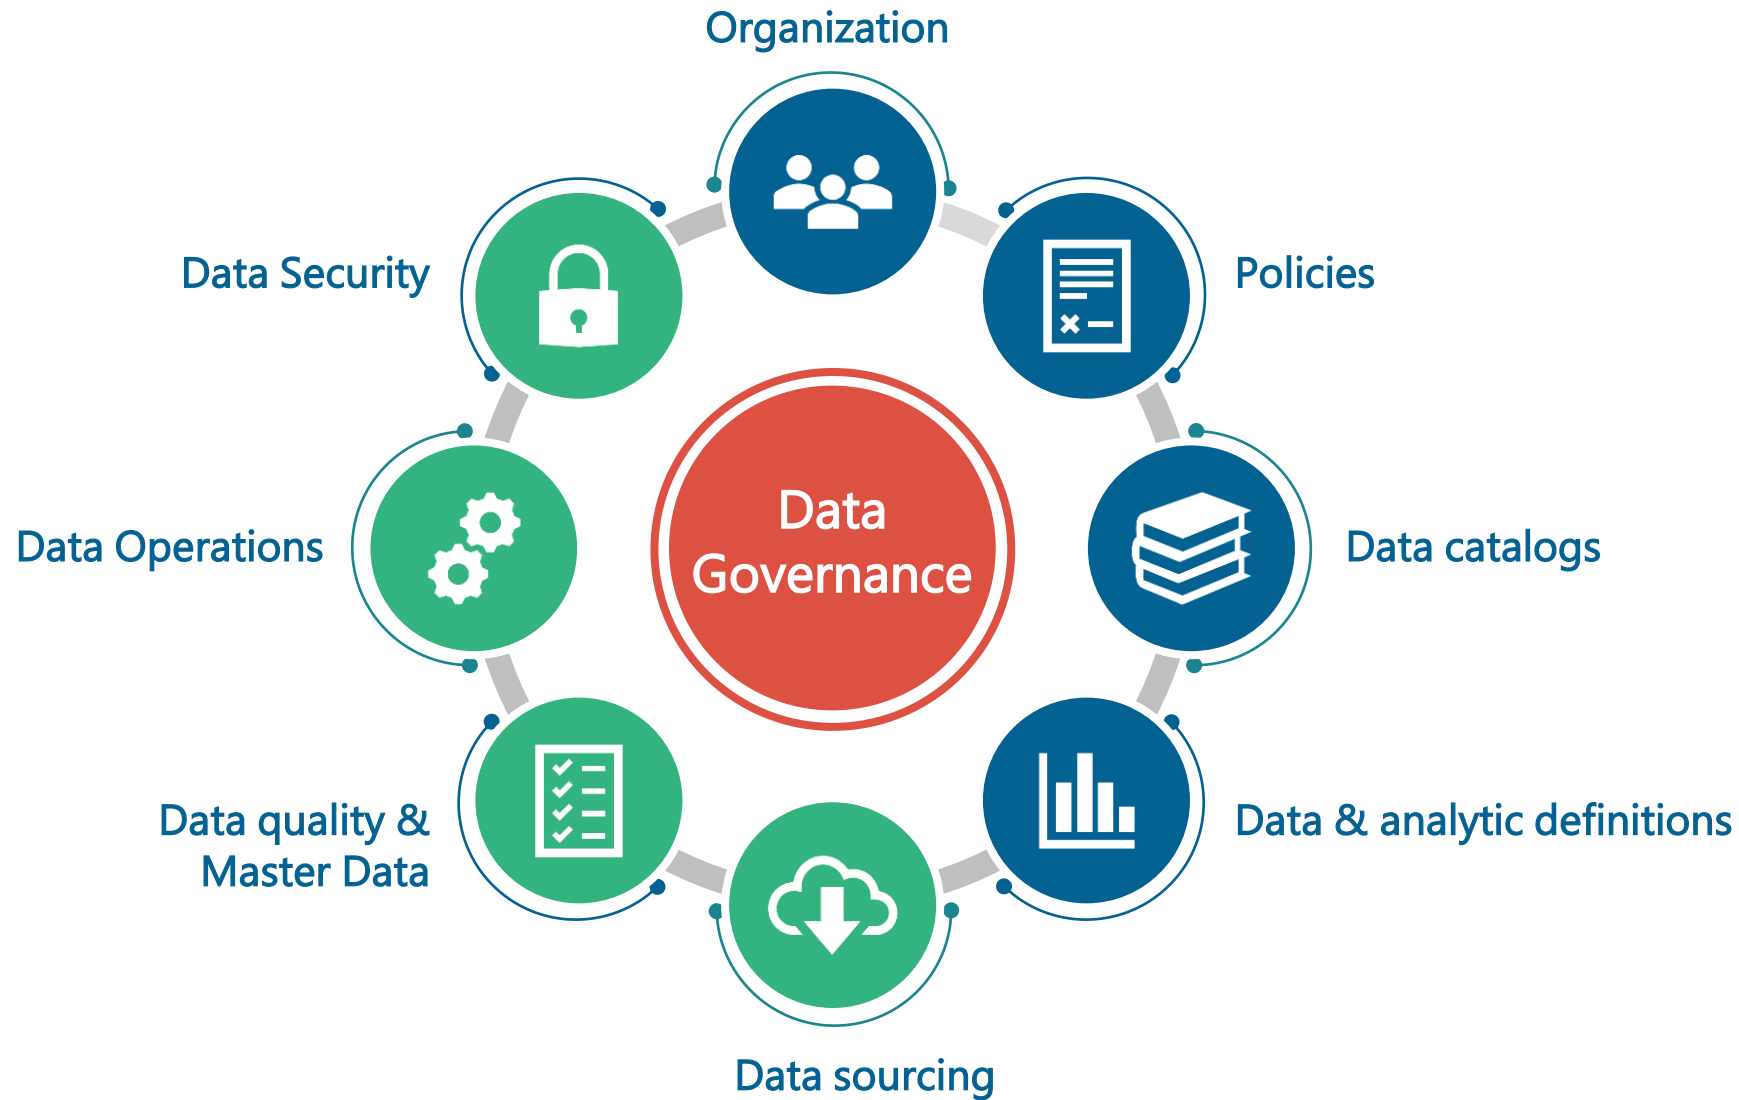 Organization
Data Security
Policies
Data
Governance
Data Operations
Data catalogs
Data quality &
Master Data
Data & analytic definitions
Data sourcing